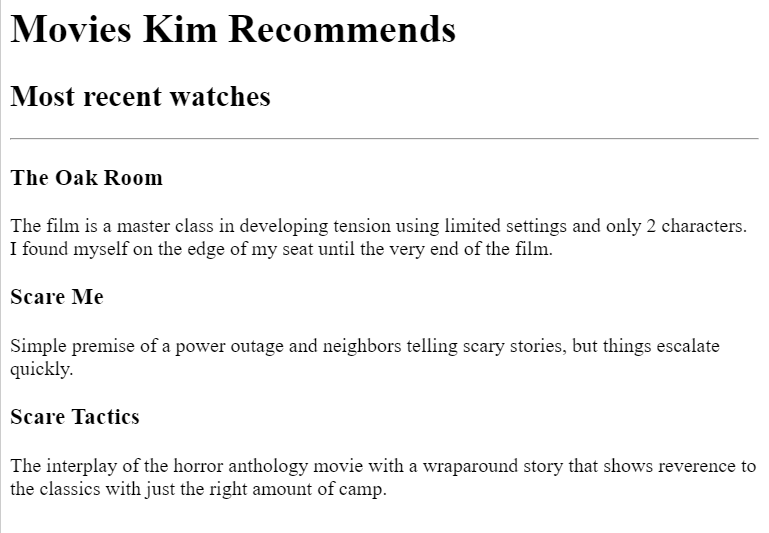 Movies Kim Recommends
Most recent watches
The Oak Room
The film is a master class in developing tension using limited settings and only 2 characters.
I found myself on the edge of my seat until the very end of the film.
Scare Me
Simple premise of a power outage and neighbors telling scary stories, but things escalate
quickly.
Scare Tactics
The interplay of the horror anthology movie with a wraparound story that shows reverence to
the classics with just the right amount of camp.